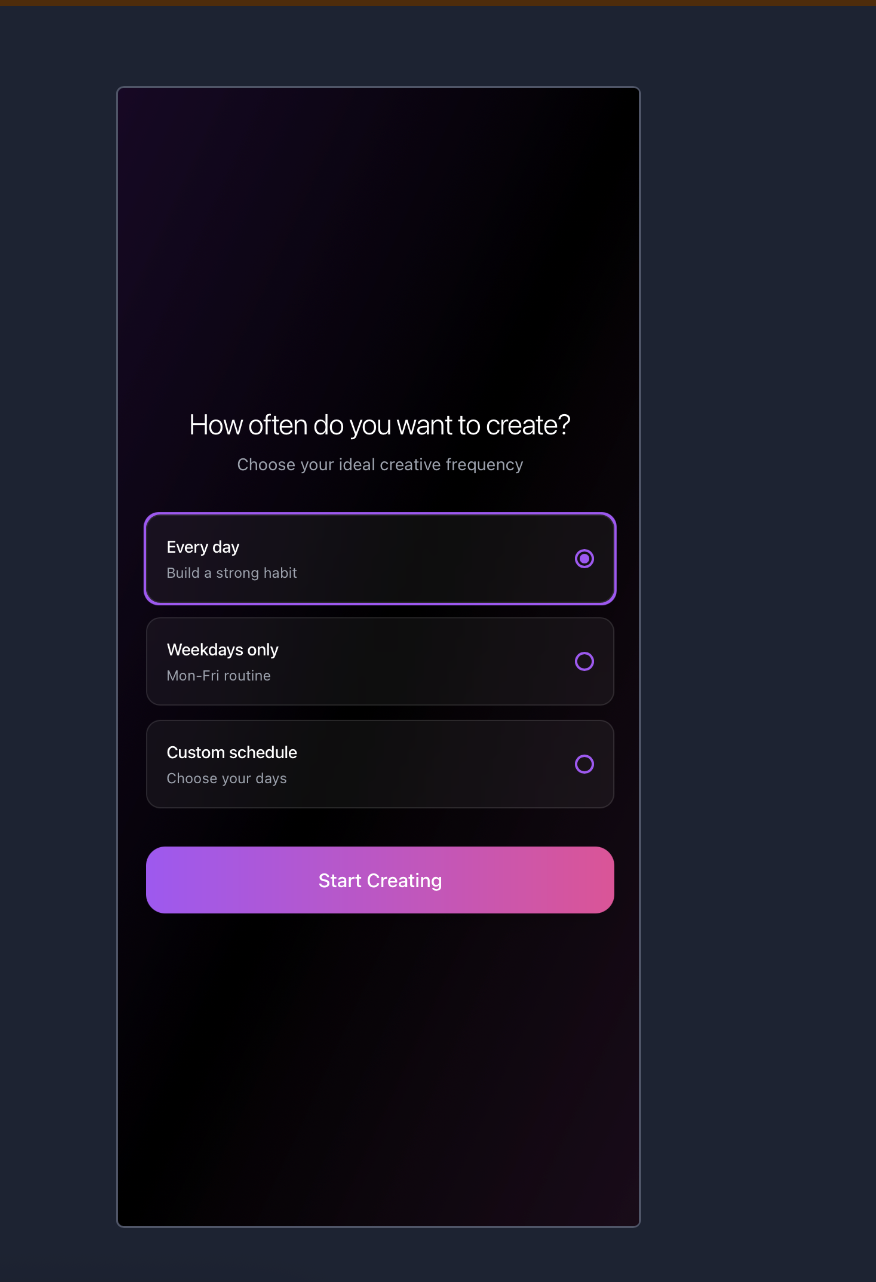 How often do you want to create?
Choose your ideal creative frequency
Every day
Build a strong habit
Weekdays only
Mon-Fri routine
Custom schedule
Choose your days
Start Creating